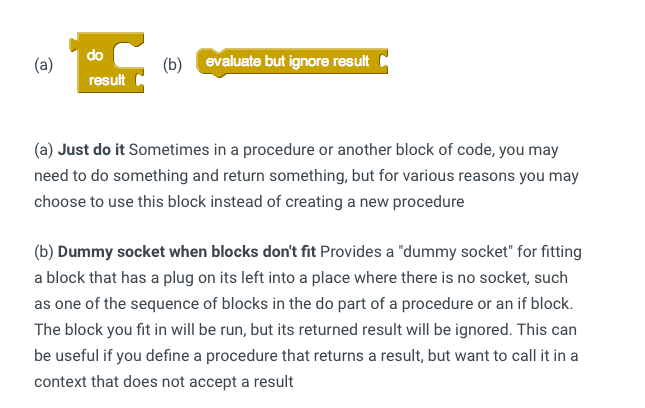 (a) do (b) evaluate but ignore result
result
(a) Just do it Sometimes in a procedure or another block of code, you may
need to do something and return something, but for various reasons you may
choose to use this block instead of creating a new procedure
(b) Dummy socket when blocks don't fit Provides a "dummy socket" for fitting
a block that has a plug on its left into a place where there is no socket, such
as one of the sequence of blocks in the do part of a procedure or an if block.
The block you fit in will be run, but its returned result will be ignored. This can
be useful if you define a procedure that returns a result, but want to call it in a
context that does not accept a result